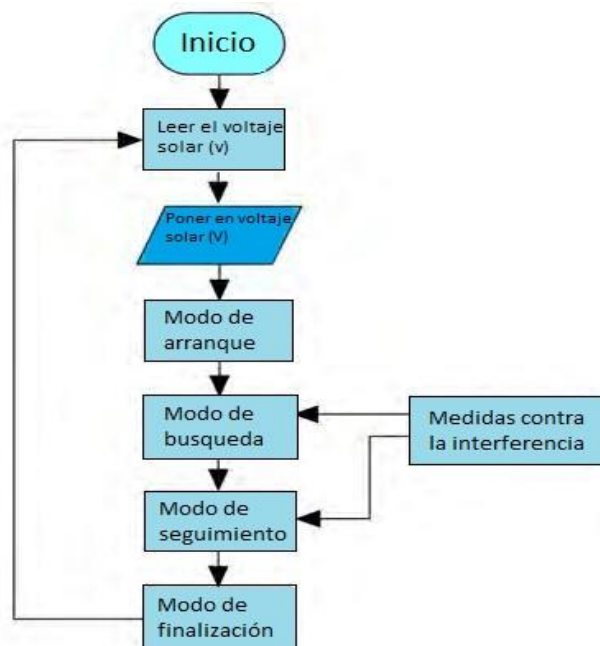 Inicio
Leer el voltaje
solar (v)
Poner en voltaje
solar (V)
Modo de
arranque
Modo de
busqueda
Medidas contra
la interferencia
Modo de
seguimiento
Modo de
finalización